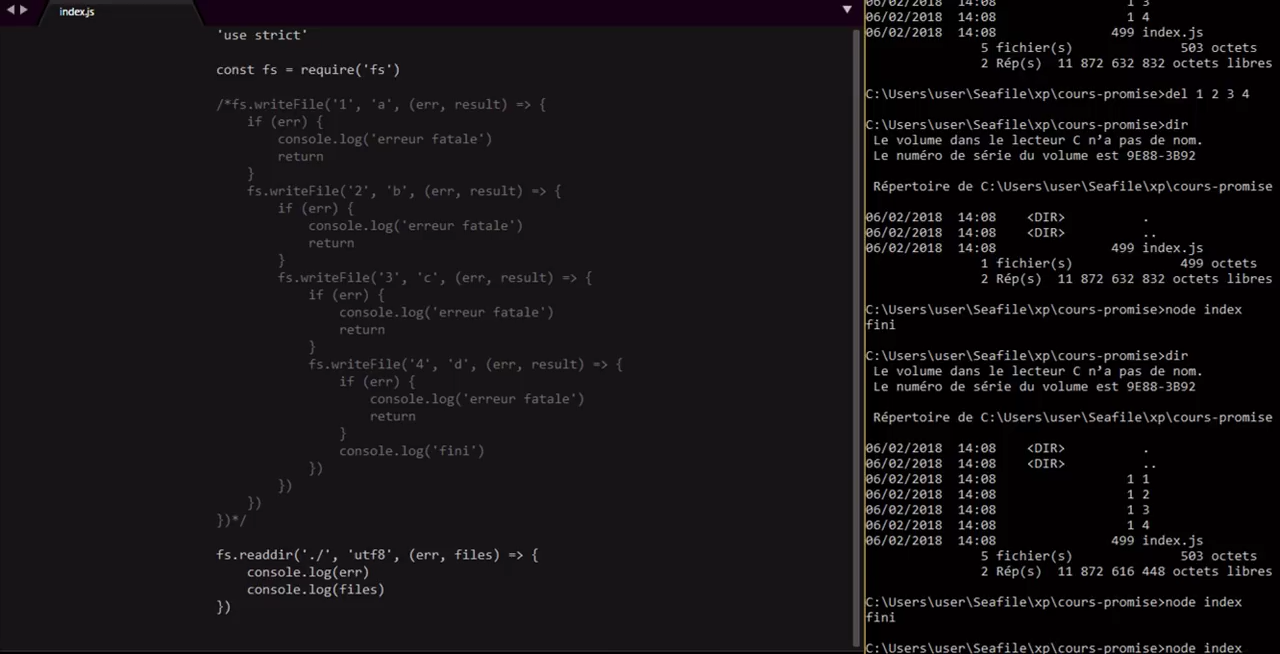 index.js
'use strict'
const fs = require('fs')
/*fs.writeFile('1', 'a', (err, result) => {
if (err) {
console.log('erreur fatale')
return
}
fs.writeFile('2', 'b', (err, result) => {
if (err) {
console.log('erreur fatale')
return
}
fs.writeFile('3', 'c', (err, result) => {
if (err) {
console.log('erreur fatale')
return
}
fs.writeFile('4', 'd', (err, result) => {
if (err) {
console.log('erreur fatale')
return
}
console.log('fini')
})
})
})
})*/
fs.readdir('./', 'utf8', (err, files) => {
console.log(err)
console.log(files)
})
06/02/2018 14:08 1 3
06/02/2018 14:08 1 4
06/02/2018 14:08 499 index.js
5 fichier(s) 503 octets
2 Rép(s) 11 872 632 832 octets libres
C:\Users\user\Seafile\xp\cours-promise>del 1 2 3 4
C:\Users\user\Seafile\xp\cours-promise>dir
Le volume dans le lecteur C n'a pas de nom.
Le numéro de série du volume est 9E88-3B92
Répertoire de C:\Users\user\Seafile\xp\cours-promise
06/02/2018 14:08 <DIR> .
06/02/2018 14:08 <DIR> ..
06/02/2018 14:08 499 index.js
1 fichier(s) 499 octets
2 Rép(s) 11 872 632 832 octets libres
C:\Users\user\Seafile\xp\cours-promise>node index
fini
C:\Users\user\Seafile\xp\cours-promise>dir
Le volume dans le lecteur C n'a pas de nom.
Le numéro de série du volume est 9E88-3B92
Répertoire de C:\Users\user\Seafile\xp\cours-promise
06/02/2018 14:08 <DIR> .
06/02/2018 14:08 <DIR> ..
06/02/2018 14:08 1 1
06/02/2018 14:08 1 2
06/02/2018 14:08 1 3
06/02/2018 14:08 1 4
06/02/2018 14:08 499 index.js
5 fichier(s) 503 octets
2 Rép(s) 11 872 616 448 octets libres
C:\Users\user\Seafile\xp\cours-promise>node index
fini
C:\Users\user\Seafile\xp\cours-promise>node index